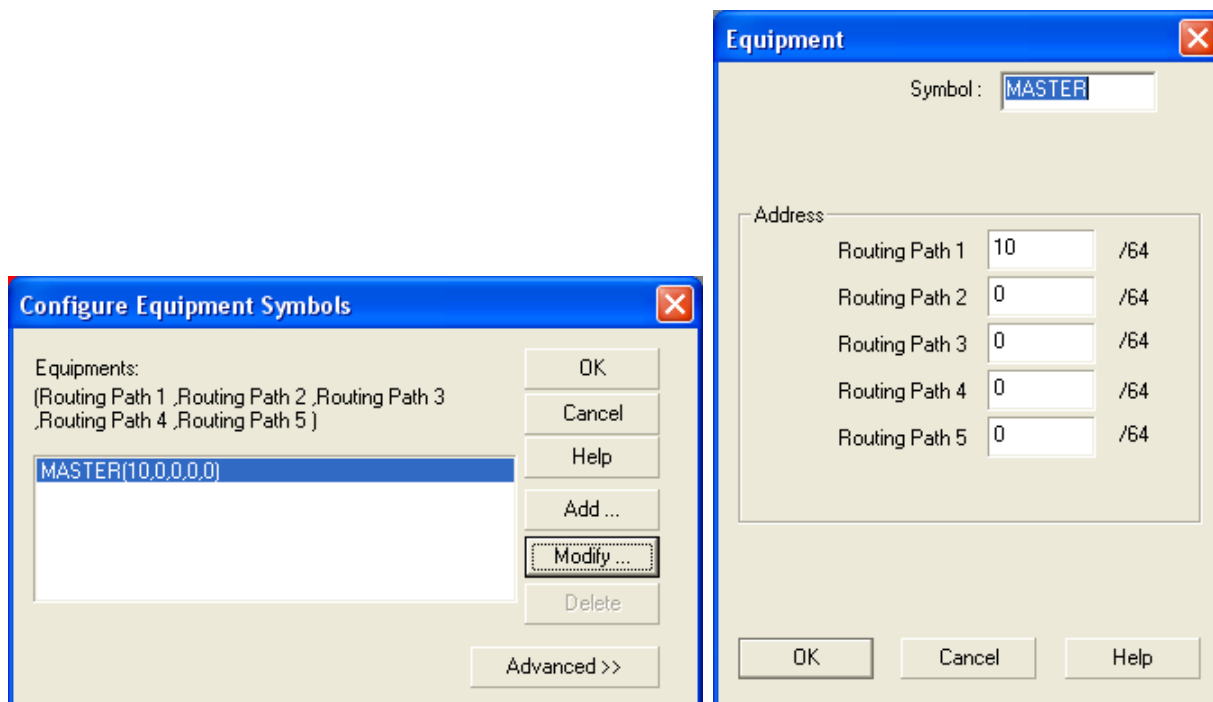 Configure Equipment Symbols
Equipments:
(Routing Path 1 ,Routing Path 2 ,Routing Path 3
,Routing Path 4 ,Routing Path 5 )
MASTER(10,0,0,0,0)
OK
Cancel
Help
Add ...
Modify ...
Delete
Advanced >>
Equipment
Symbol : MASTER
Address
Routing Path 1 10 /64
Routing Path 2 0 /64
Routing Path 3 0 /64
Routing Path 4 0 /64
Routing Path 5 0 /64
OK Cancel Help